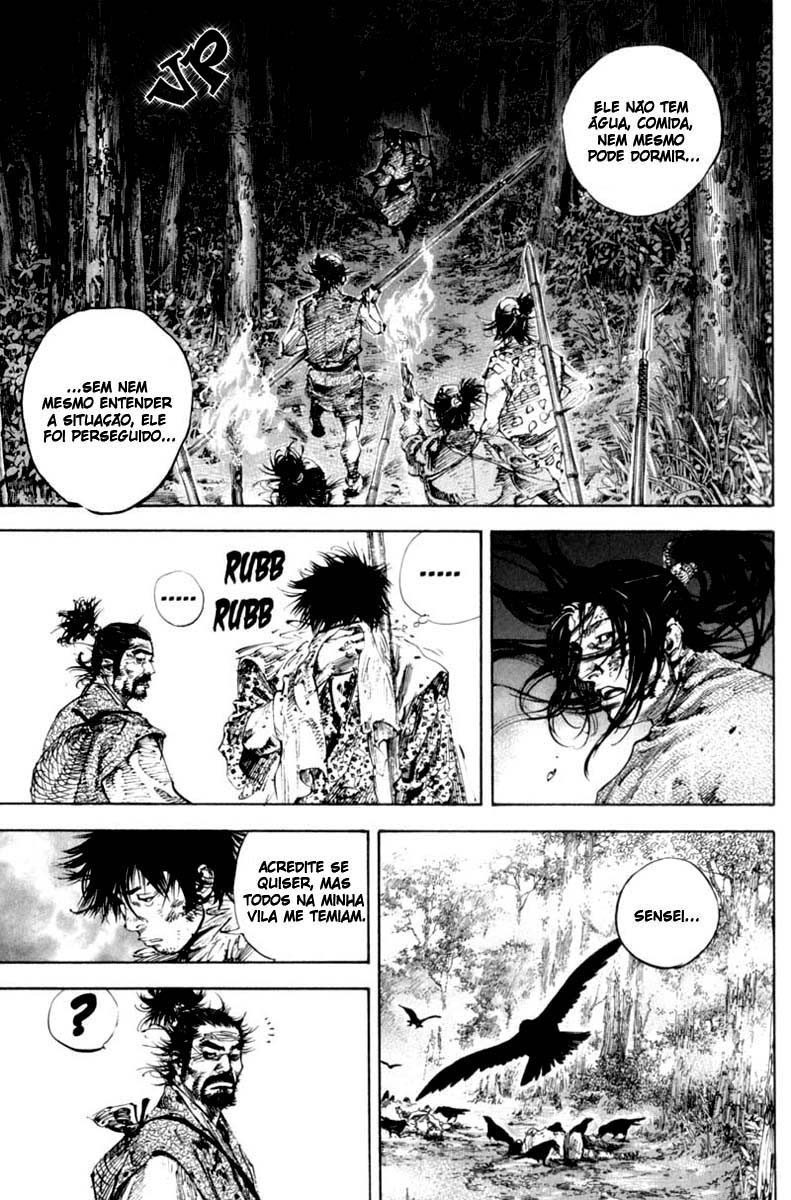 ELE NÃO TEM
ÁGUA, COMIDA,
NEM MESMO
PODE DORMIR...
VP
...SEM NEM
MESMO ENTENDER
A SITUAÇÃO, ELE
FOI PERSEGUIDO...
.....
RUBB
RUBB
.....
SENSEI...
ACREDITE SE
QUISER, MAS
TODOS NA MINHA
VILA ME TEMIAM.
?